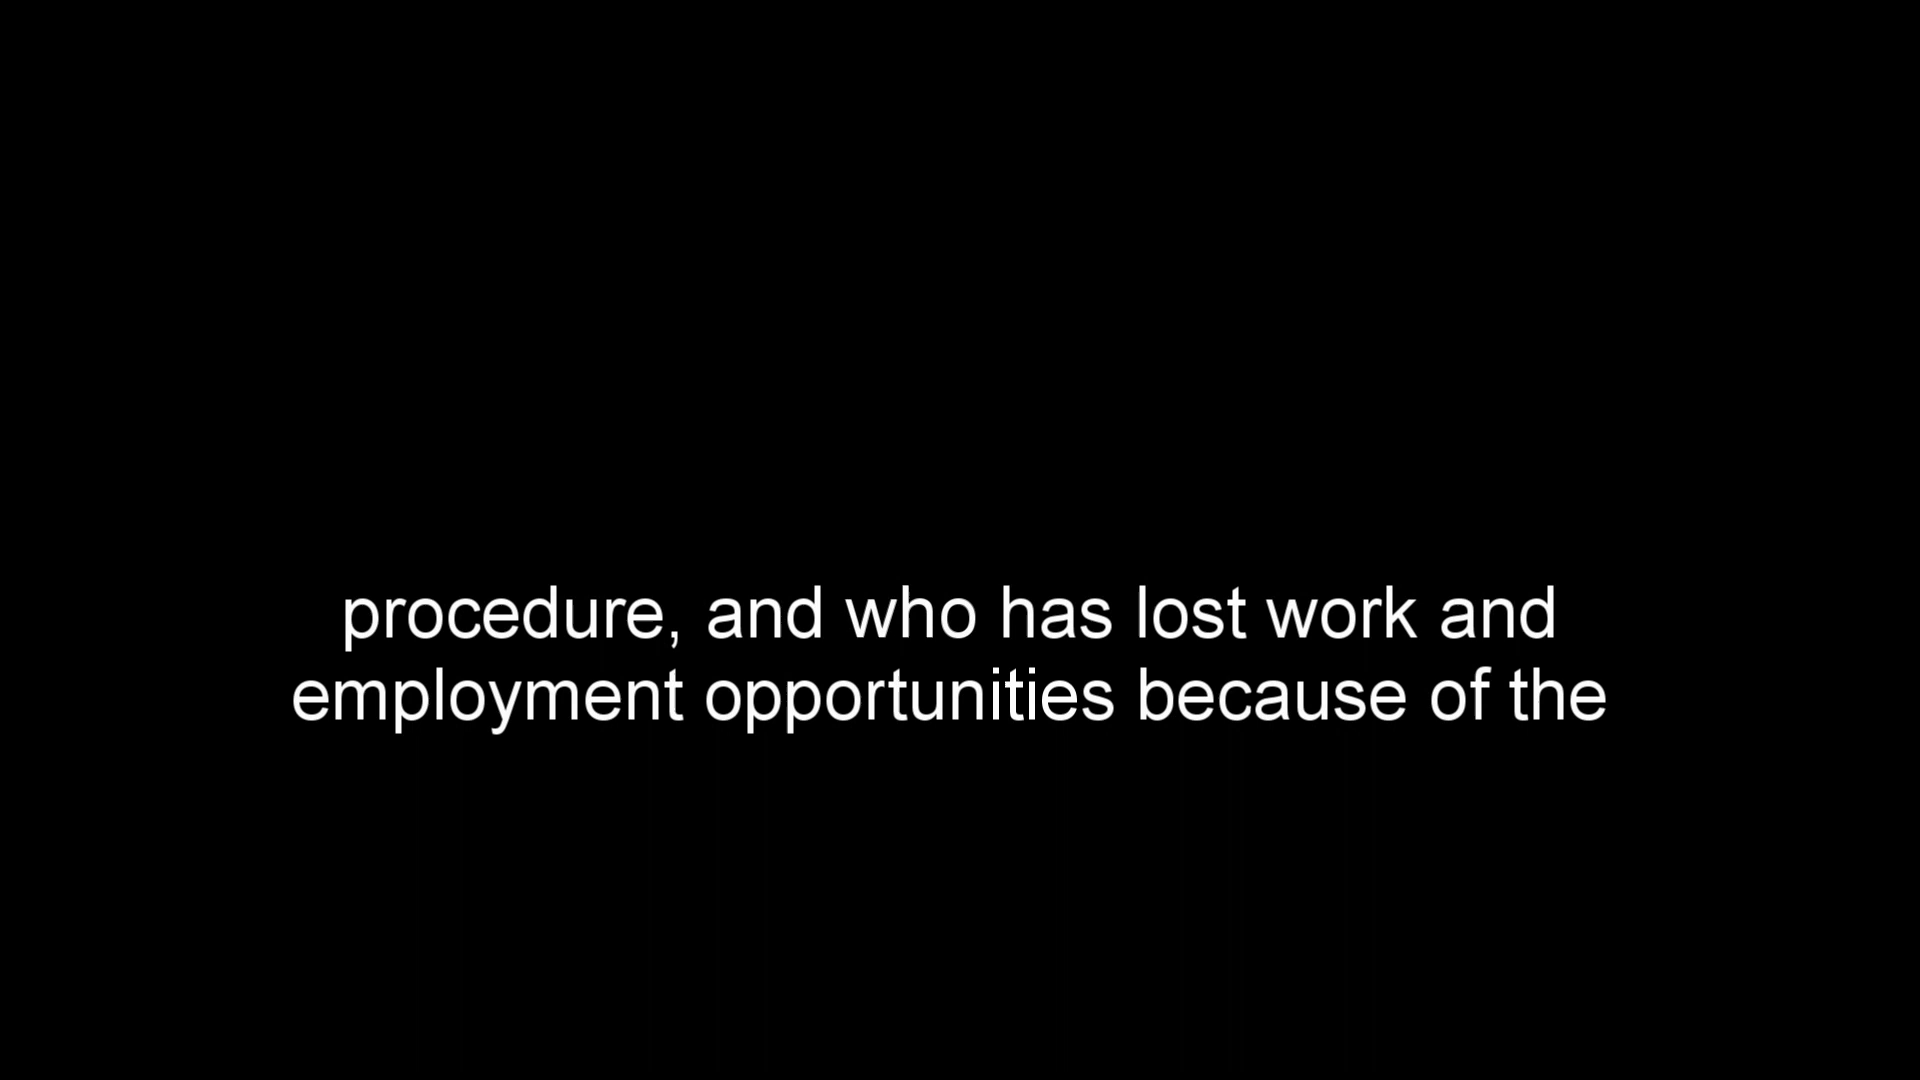 procedure, and who has lost work and
employment opportunities because of the